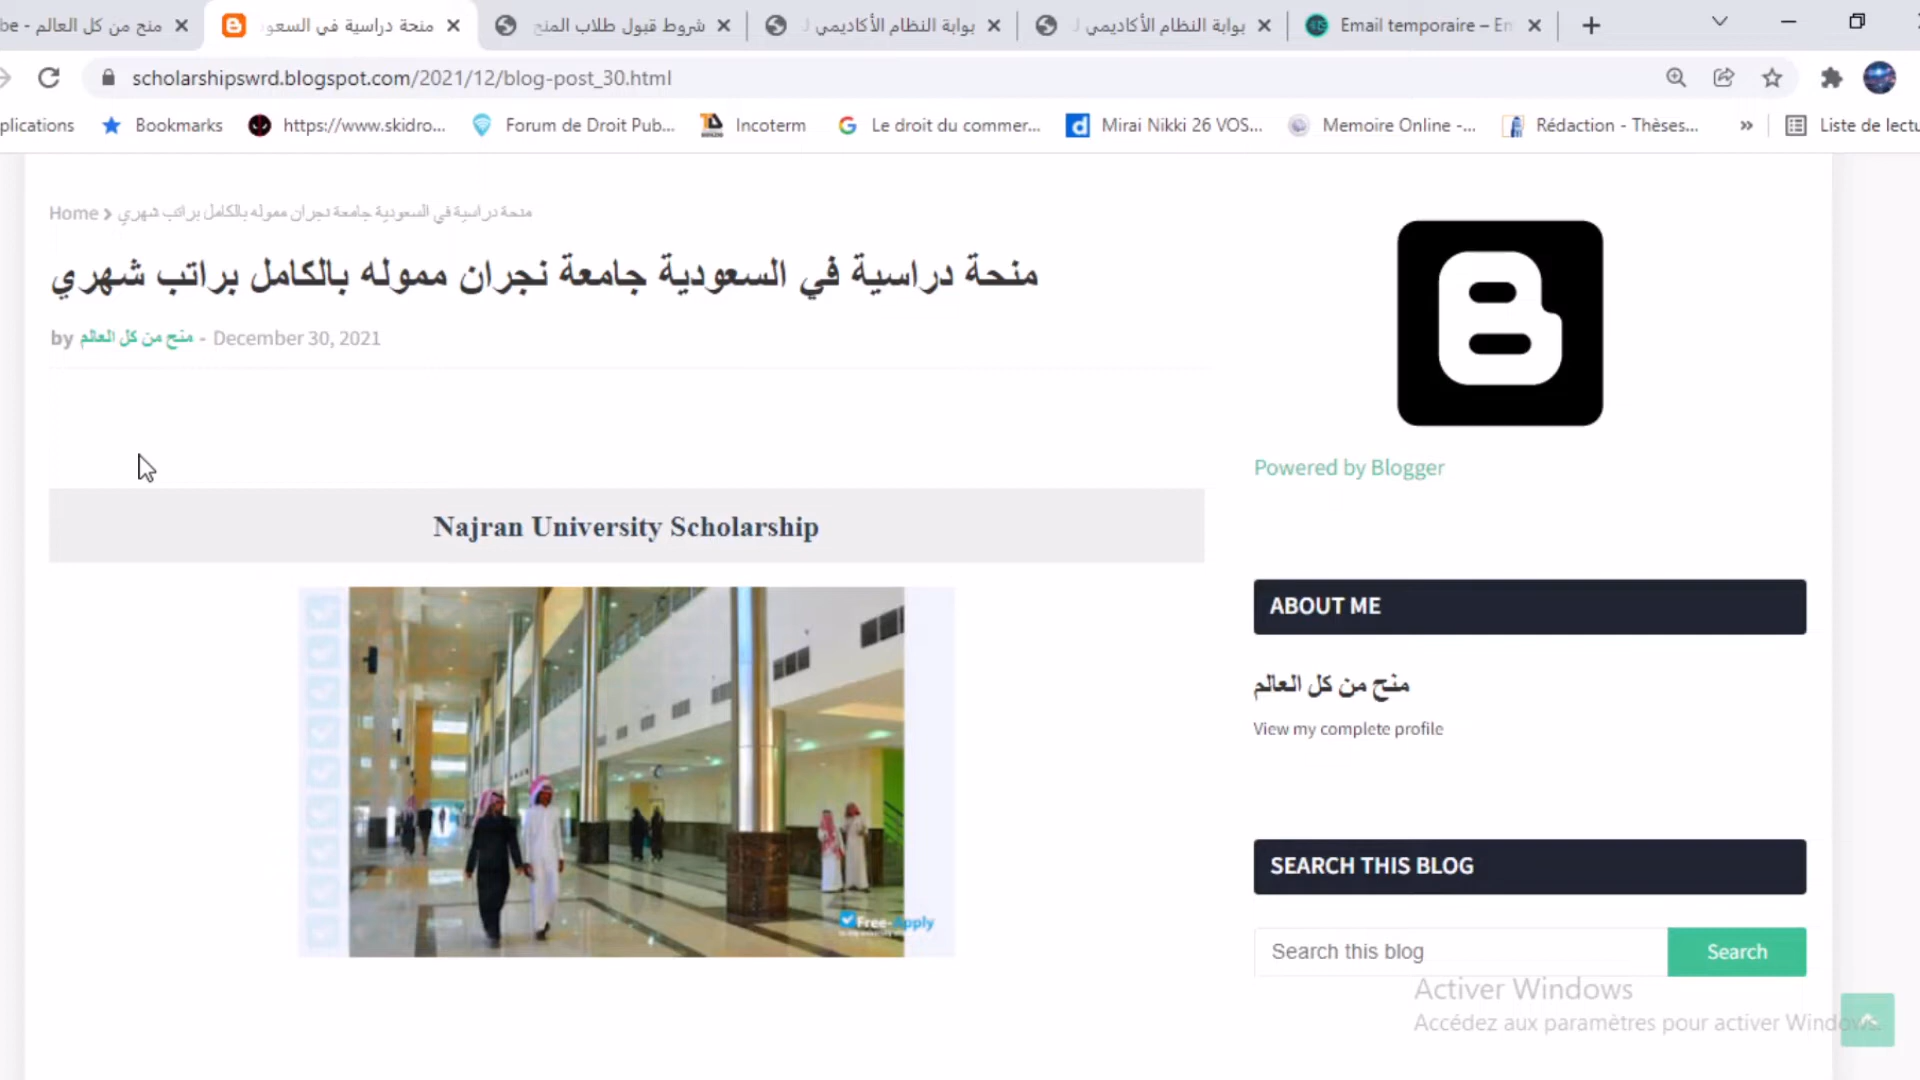 be - منح من كل العالم
منحة دراسية في السعود
شروط قبول طلاب المنح
بوابة النظام الأكاديمي ل
بوابة النظام الأكاديمي ل
Email temporaire – En
scholarshipswrd.blogspot.com/2021/12/blog-post_30.html
plications
Bookmarks
https://www.skidro...
Forum de Droit Pub...
Incoterm
Le droit du commer...
Mirai Nikki 26 VOS...
Memoire Online -...
Rédaction - Thèses...
»
Liste de lectu
Home › منحة دراسية في السعودية جامعة نجران مموله بالكامل براتب شهري
منحة دراسية في السعودية جامعة نجران مموله بالكامل براتب شهري
by منح من كل العالم - December 30, 2021
Najran University Scholarship
Free-Apply
Powered by Blogger
ABOUT ME
منح من كل العالم
View my complete profile
SEARCH THIS BLOG
Search this blog
Search
Activer Windows
Accédez aux paramètres pour activer Windows.